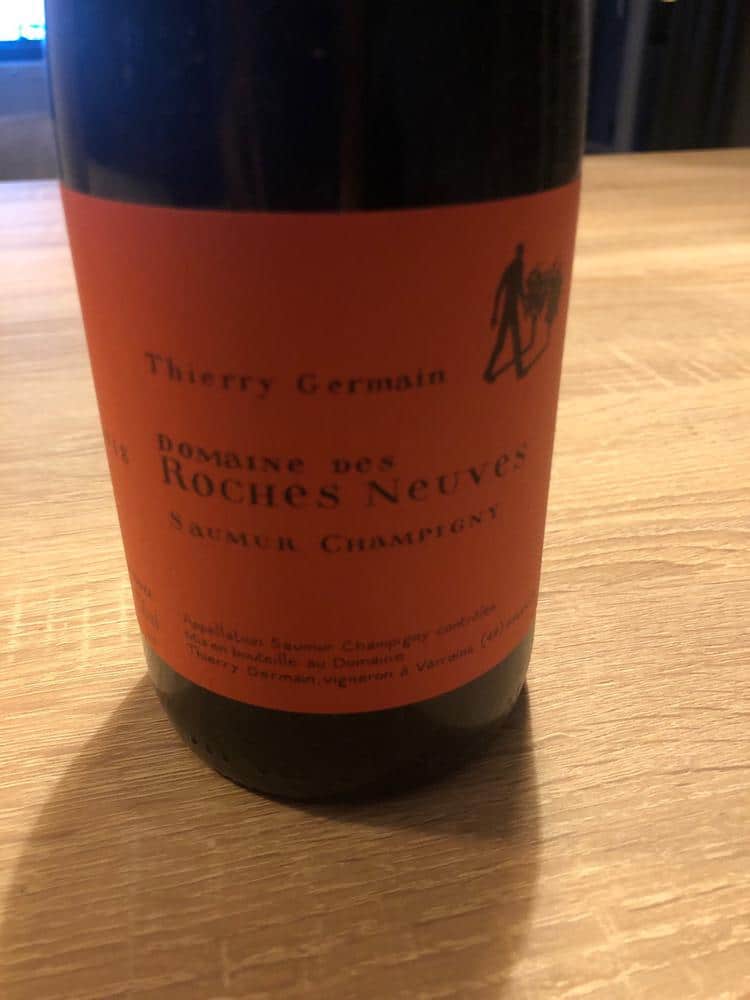 Thierry Germain
Domaine des
Roches Neuves
Saumur Champigny
Appellation Saumur Champigny contrôlée
Mis en bouteille au Domaine
Thierry Germain, vigneron à Varrains (49)